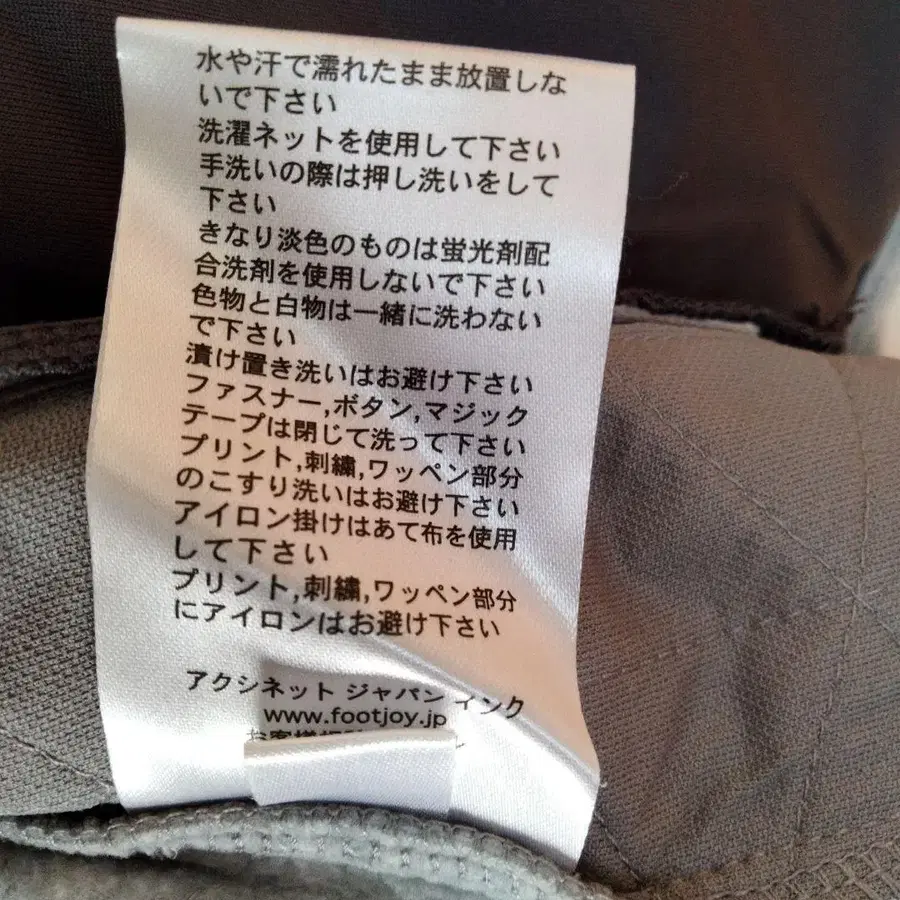 水や汗で濡れたまま放置しな
いで下さい
洗濯ネットを使用して下さい
手洗いの際は押し洗いをして
下さい
きなり淡色のものは蛍光剤配
合洗剤を使用しないで下さい
色物と白物は一緒に洗わない
で下さい
漬け置き洗いはお避け下さい
ファスナー,ボタン,マジック
テープは閉じて洗って下さい
プリント,刺繍,ワッペン部分
のこすり洗いはお避け下さい
アイロン掛けはあて布を使用
して下さい
プリント,刺繍,ワッペン部分
にアイロンはお避け下さい
アクシネット ジャパン インク
www.footjoy.jp
お客様相